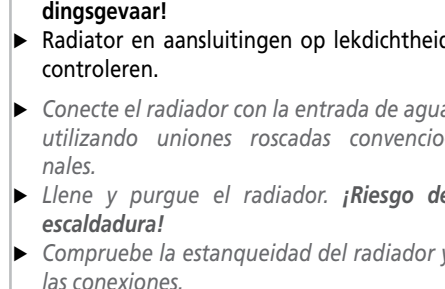 dingsgevaar!
▶ Radiator en aansluitingen op lekdichtheid
controleren.
▶ Conecte el radiador con la entrada de agua
utilizando uniones roscadas convencio
nales.
▶ Llene y purgue el radiador. ¡Riesgo de
escaldadura!
▶ Compruebe la estanqueidad del radiador y
las conexiones.